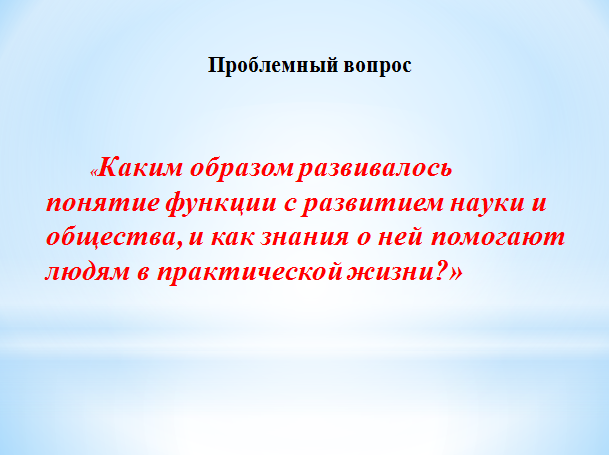 Проблемный вопрос
«Каким образом развивалось
понятие функции с развитием науки и
общества, и как знания о ней помогают
людям в практической жизни?»